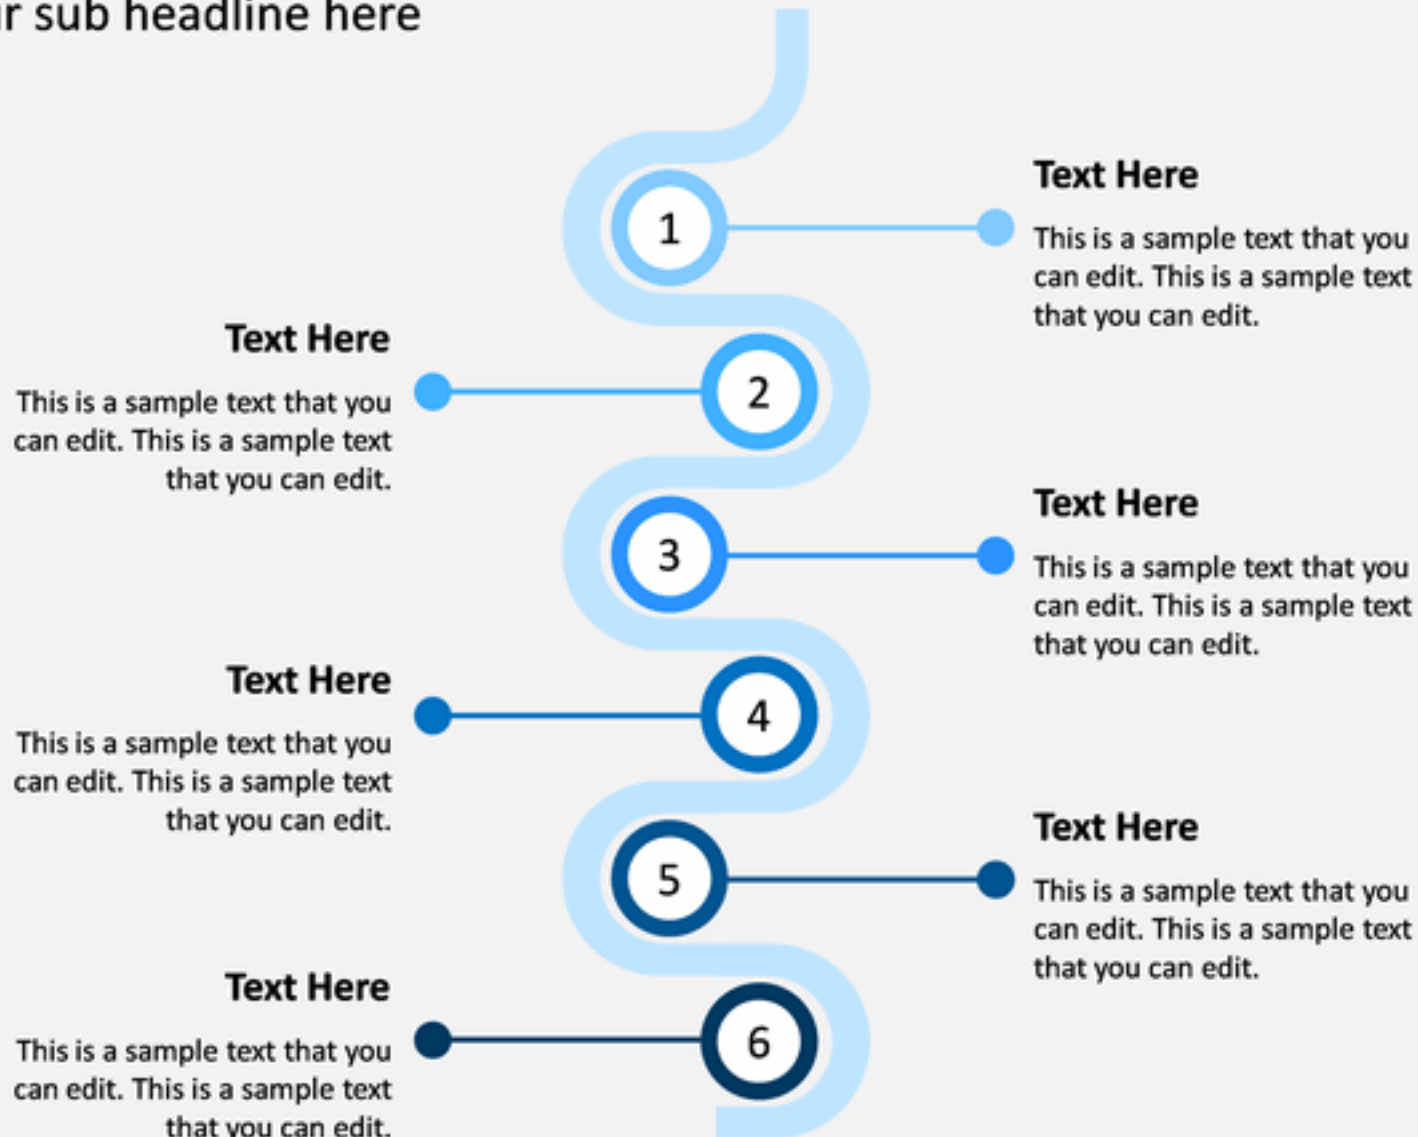 sub headline here
Text Here
1
This is a sample text that you
can edit. This is a sample text
that you can edit.
Text Here
2
This is a sample text that you
can edit. This is a sample text
that you can edit.
Text Here
3
This is a sample text that you
can edit. This is a sample text
that you can edit.
Text Here
4
This is a sample text that you
can edit. This is a sample text
that you can edit.
Text Here
5
This is a sample text that you
can edit. This is a sample text
that you can edit.
Text Here
6
This is a sample text that you
can edit. This is a sample text
that you can edit.